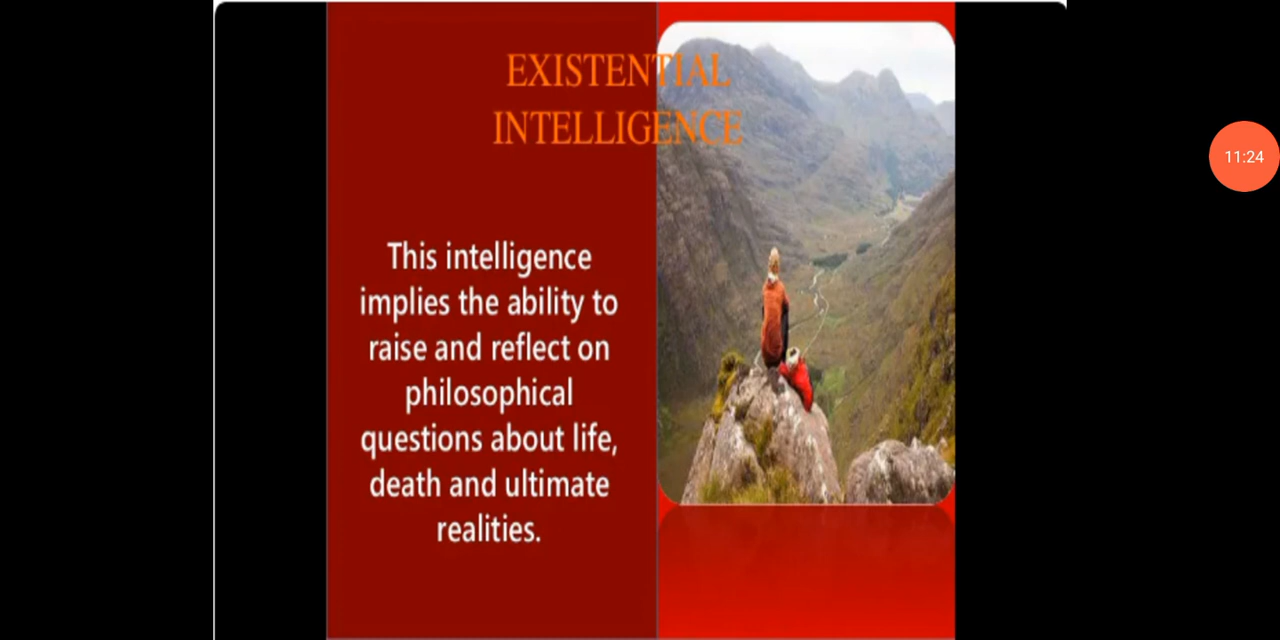 EXISTENTIAL
INTELLIGENCE
This intelligence
implies the ability to
raise and reflect on
philosophical
questions about life,
death and ultimate
realities.
11:24